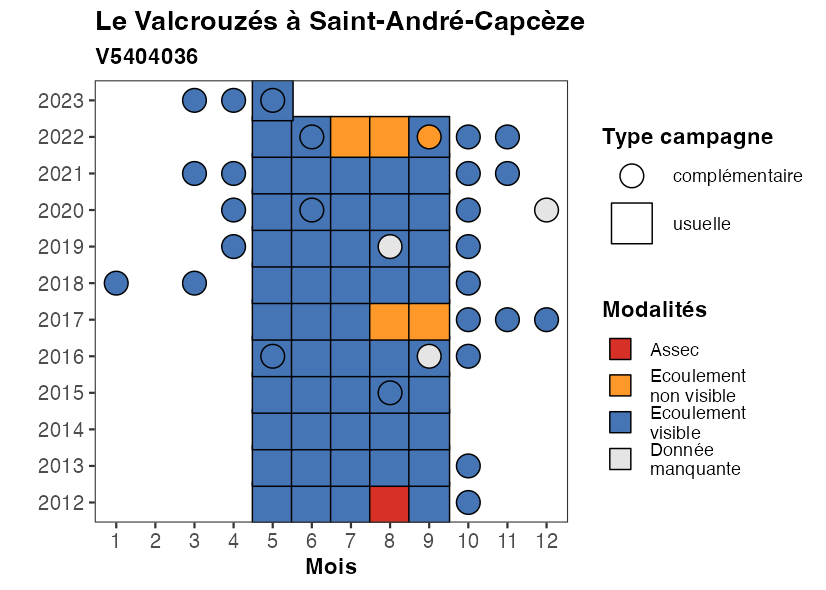 Le Valcrouzés à Saint-André-Capcèze
V5404036
2023
2022
2021
2020
2019
2018
2017
2016
2015
2014
2013
2012
1 2 3 4 5 6 7 8 9 10 11 12
Mois
Type campagne
complémentaire
usuelle
Modalités
Assec
Ecoulement
non visible
Ecoulement
visible
Donnée
manquante